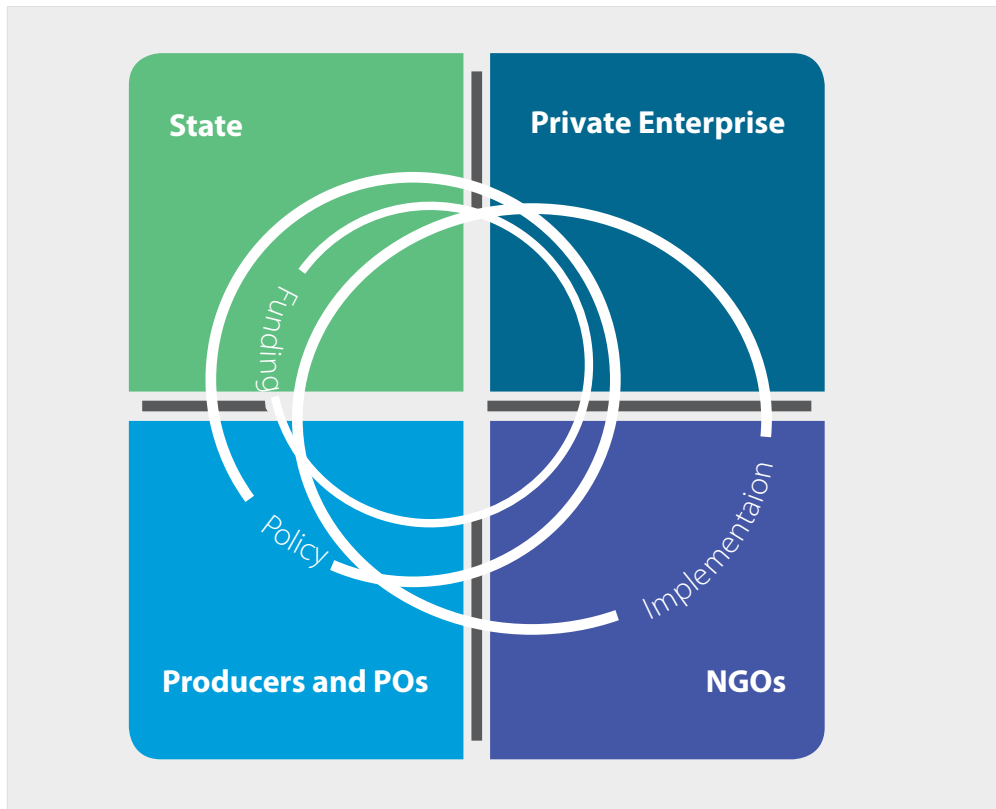 State
Private Enterprise
Funding
Policy
Implementaion
Producers and POs
NGOs